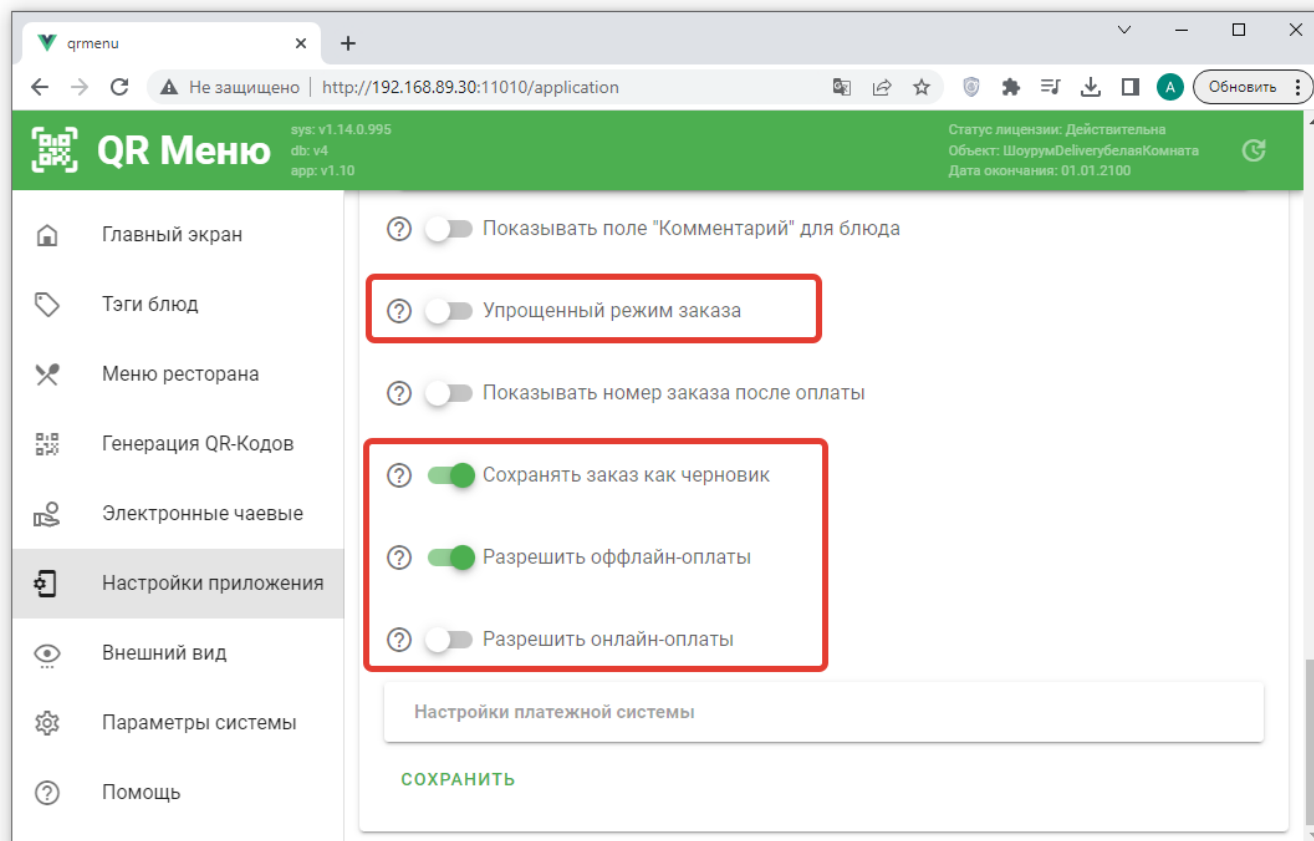 qrmenu
Не защищено http://192.168.89.30:11010/application
A
Обновить
QR Меню
sys: v1.14.0.995
db: v4
app: v1.10
Статус лицензии: Действительна
Объект: ШоурумDeliveryбелаяКомната
Дата окончания: 01.01.2100
Главный экран
Тэги блюд
Меню ресторана
Генерация QR-Кодов
Электронные чаевые
Настройки приложения
Внешний вид
Параметры системы
Помощь
Показывать поле "Комментарий" для блюда
Упрощенный режим заказа
Показывать номер заказа после оплаты
Сохранять заказ как черновик
Разрешить оффлайн-оплаты
Разрешить онлайн-оплаты
Настройки платежной системы
СОХРАНИТЬ